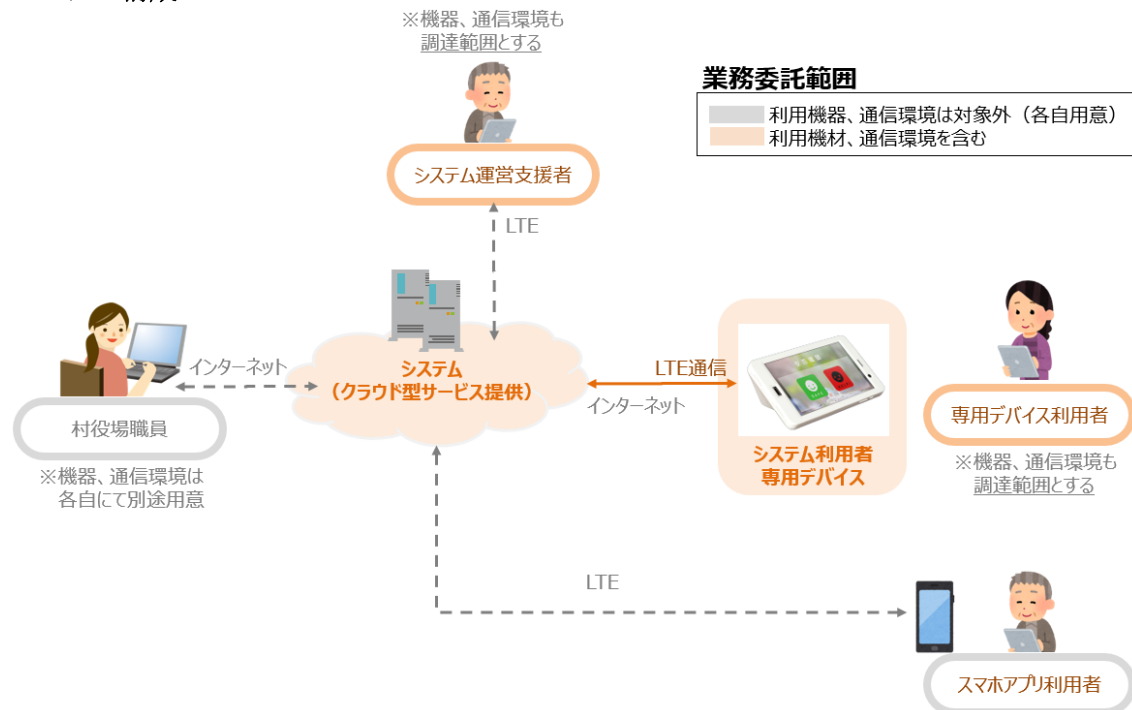 ※機器、通信環境も
調達範囲とする
業務委託範囲
利用機器、通信環境は対象外（各自用意）
利用機材、通信環境を含む
システム運営支援者
LTE
インターネット
システム
（クラウド型サービス提供）
LTE通信
インターネット
村役場職員
※機器、通信環境は
各自にて別途用意
システム利用者
専用デバイス
専用デバイス利用者
※機器、通信環境も
調達範囲とする
LTE
スマホアプリ利用者